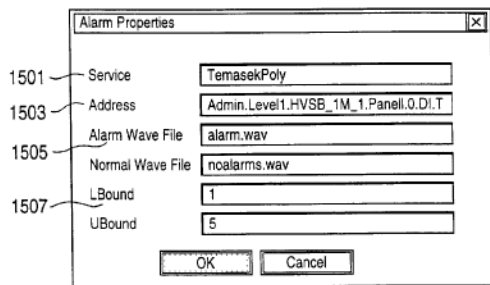 Alarm Properties
1501 Service TemasekPoly
1503 Address Admin.Level1.HVSB_1M_1.Panell.0.DI.T
1505 Alarm Wave File alarm.wav
Normal Wave File noalarms.wav
1507 LBound 1
UBound 5
OK Cancel